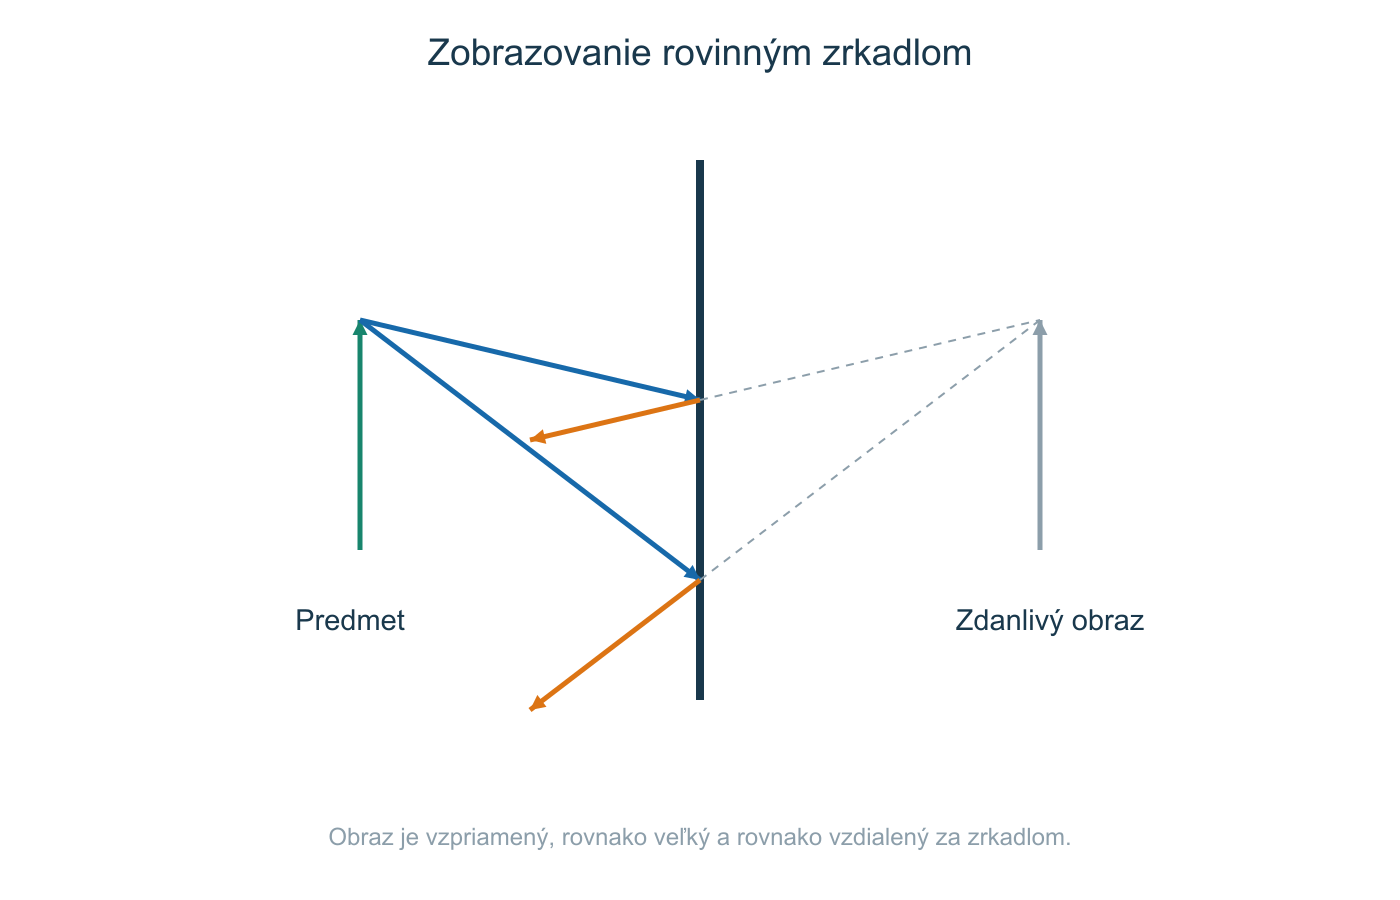 Zobrazovanie rovinným zrkadlom
Predmet
Zdanlivý obraz
Obraz je vzpriamený, rovnako veľký a rovnako vzdialený za zrkadlom.